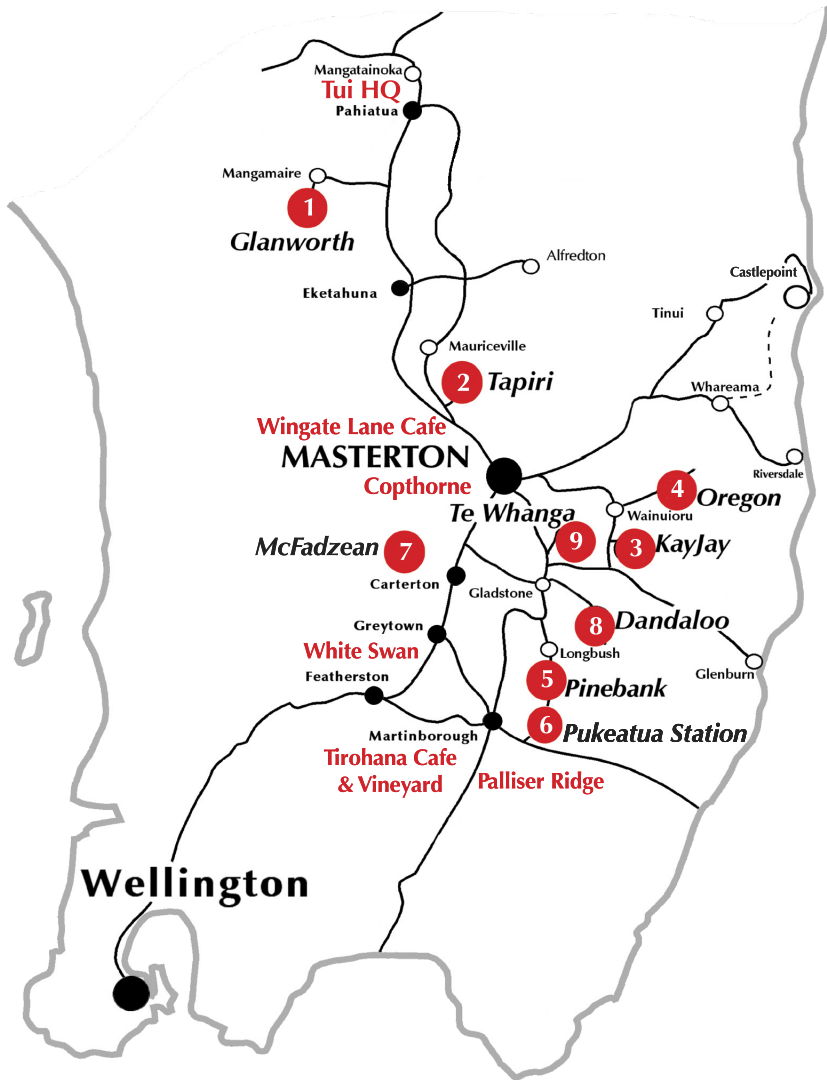 Mangatainoka
Tui HQ
Pahiatua
Mangamaire
1
Glanworth
Alfredton
Castlepoint
Eketahuna
Tinui
Mauriceville
2 Tapiri
Whareama
Wingate Lane Cafe
MASTERTON
Riversdale
Copthorne
4 Oregon
Te Whanga
Wainuioru
McFadzean 7
9
3 KayJay
Carterton
Gladstone
8 Dandaloo
Greytown
White Swan
Longbush
Glenburn
Featherston
5 Pinebank
6 Pukeatua Station
Martinborough
Tirohana Cafe
& Vineyard
Palliser Ridge
Wellington